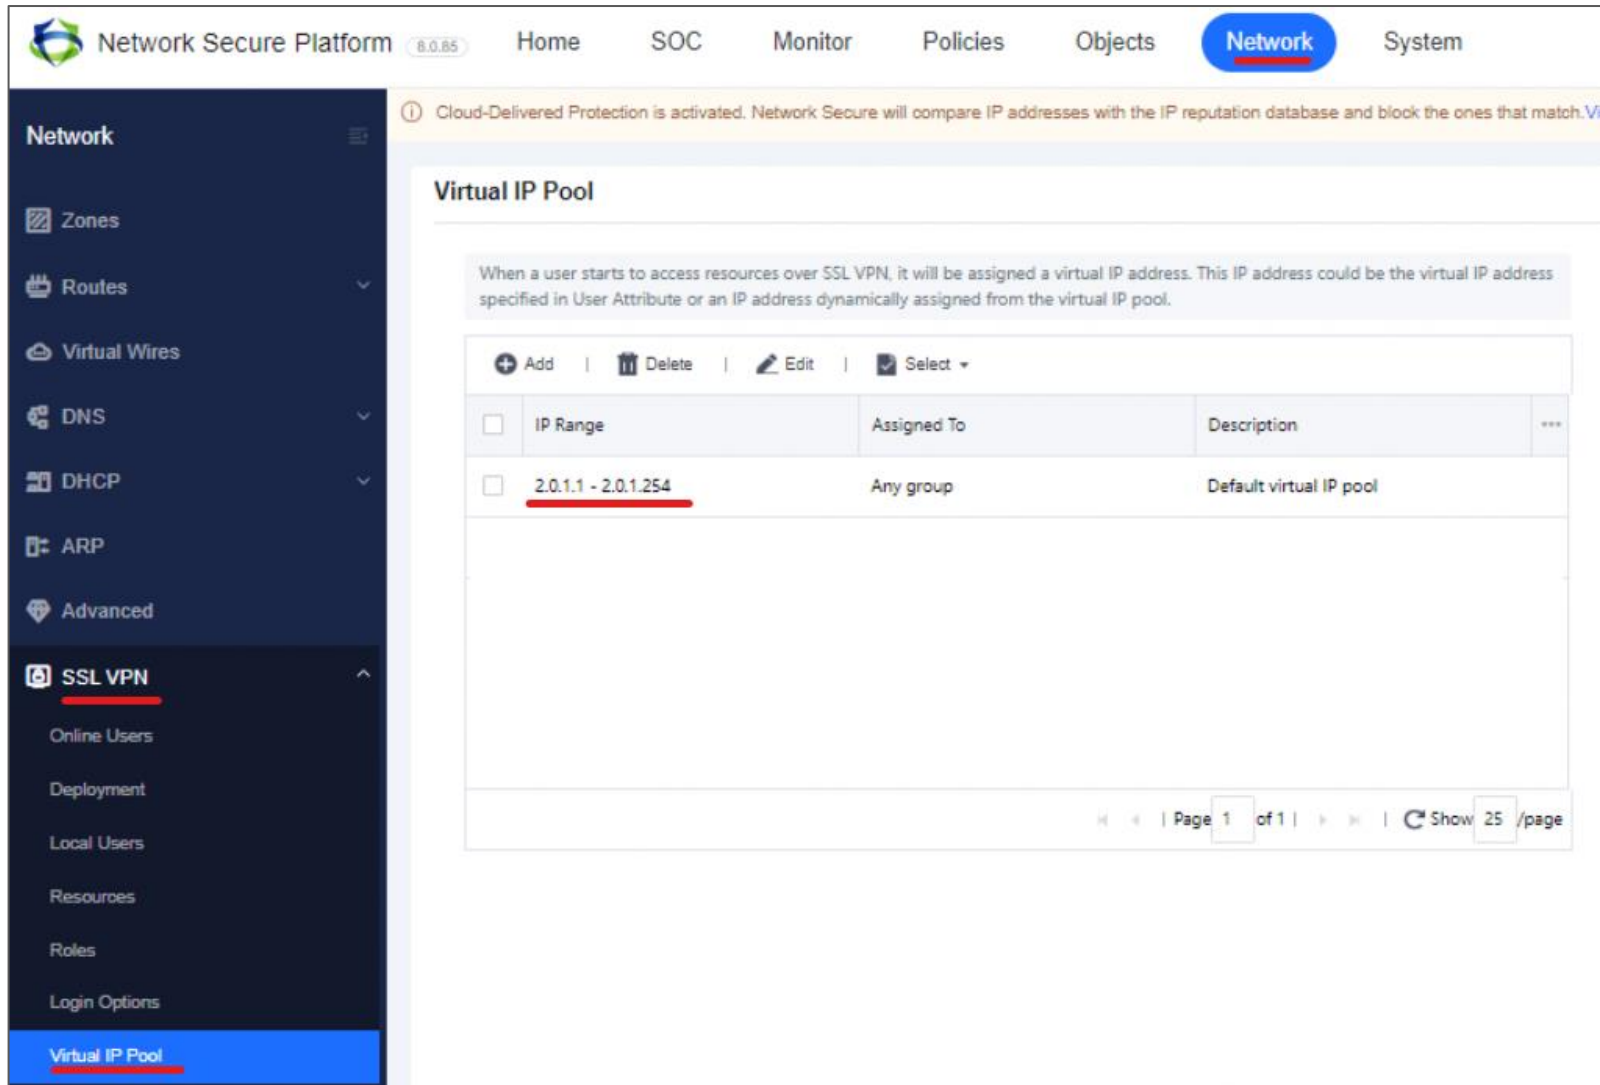 Network Secure Platform 8.0.85 Home SOC Monitor Policies Objects Network System
Cloud-Delivered Protection is activated. Network Secure will compare IP addresses with the IP reputation database and block the ones that match.Vi
Network
Zones
Routes
Virtual Wires
DNS
DHCP
ARP
Advanced
SSL VPN
Online Users
Deployment
Local Users
Resources
Roles
Login Options
Virtual IP Pool
Virtual IP Pool
When a user starts to access resources over SSL VPN, it will be assigned a virtual IP address. This IP address could be the virtual IP address
specified in User Attribute or an IP address dynamically assigned from the virtual IP pool.
Add | Delete | Edit | Select
IP Range Assigned To Description
2.0.1.1 - 2.0.1.254 Any group Default virtual IP pool
| Page 1 of 1 | | Show 25 /page